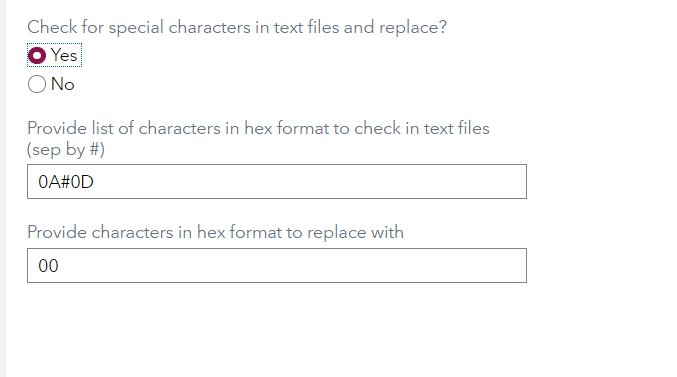 Check for special characters in text files and replace?
Yes
No
Provide list of characters in hex format to check in text files
(sep by #)
0A#0D
Provide characters in hex format to replace with
00